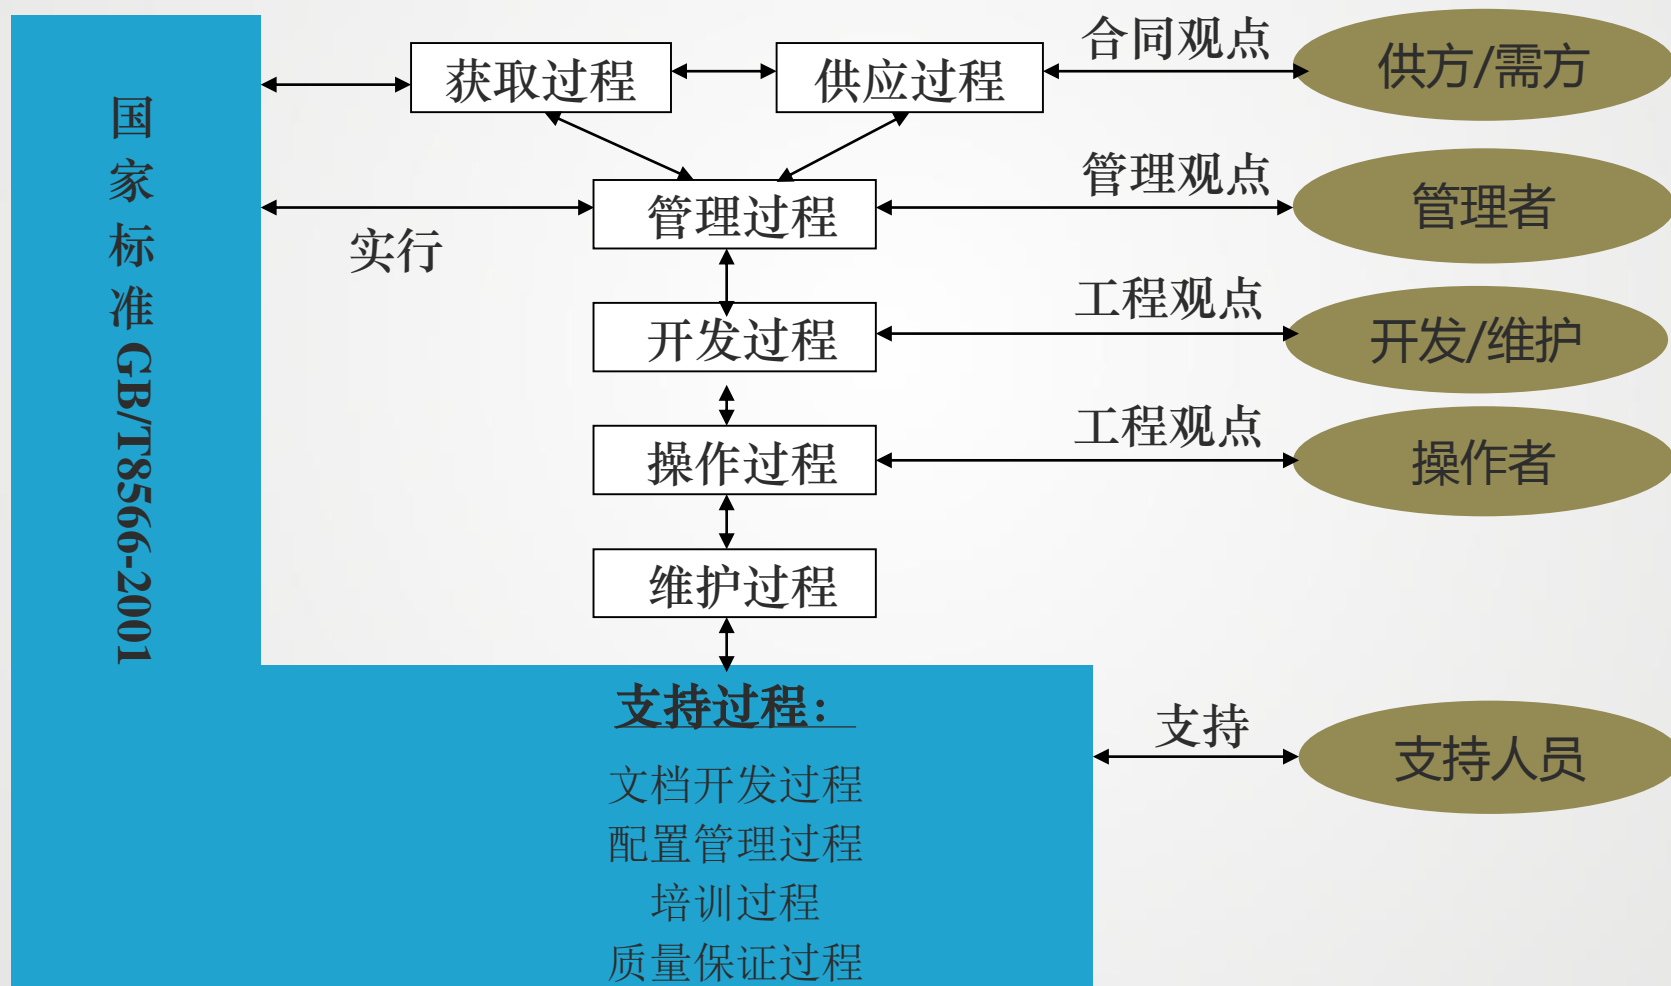 国家标准GB/T8566-2001
获取过程
供应过程
合同观点
供方/需方
管理过程
管理观点
管理者
实行
开发过程
工程观点
开发/维护
操作过程
工程观点
操作者
维护过程
支持过程：
文档开发过程
配置管理过程
培训过程
质量保证过程
支持
支持人员